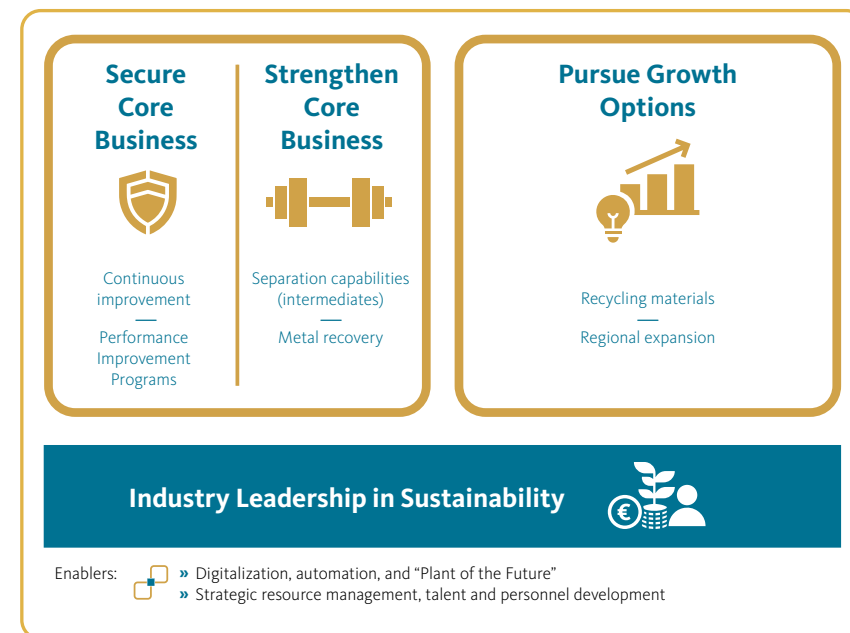 Secure
Core
Business
Continuous
improvement
Performance
Improvement
Programs
Strengthen
Core
Business
Separation capabilities
(intermediates)
Metal recovery
Pursue Growth
Options
Recycling materials
Regional expansion
Industry Leadership in Sustainability
€
Enablers:
» Digitalization, automation, and “Plant of the Future”
» Strategic resource management, talent and personnel development